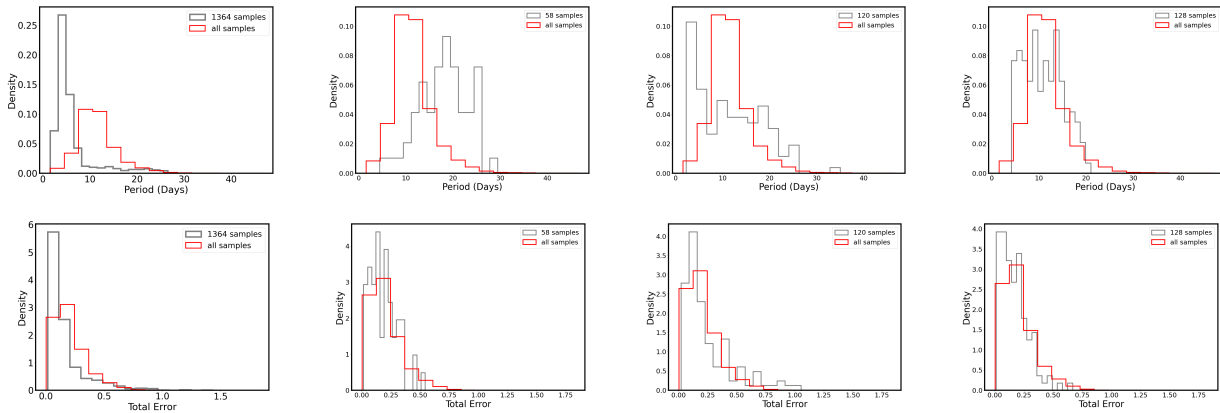 1364 samples
all samples
0.25
0.20
0.15
0.10
0.05
0.00
Density
0 10 20 30 40
Period (Days)
58 samples
all samples
0.10
0.08
0.06
0.04
0.02
0.00
Density
0 10 20 30 40
Period (Days)
120 samples
all samples
0.10
0.08
0.06
0.04
0.02
0.00
Density
0 10 20 30 40
Period (Days)
128 samples
all samples
0.10
0.08
0.06
0.04
0.02
0.00
Density
0 10 20 30 40
Period (Days)
1364 samples
all samples
6
5
4
3
2
1
0
Density
0.0 0.5 1.0 1.5
Total Error
58 samples
all samples
4
3
2
1
0
Density
0.00 0.25 0.50 0.75 1.00 1.25 1.50 1.75
Total Error
120 samples
all samples
4.0
3.5
3.0
2.5
2.0
1.5
1.0
0.5
0.0
Density
0.00 0.25 0.50 0.75 1.00 1.25 1.50 1.75
Total Error
128 samples
all samples
4.0
3.5
3.0
2.5
2.0
1.5
1.0
0.5
0.0
Density
0.00 0.25 0.50 0.75 1.00 1.25 1.50 1.75
Total Error